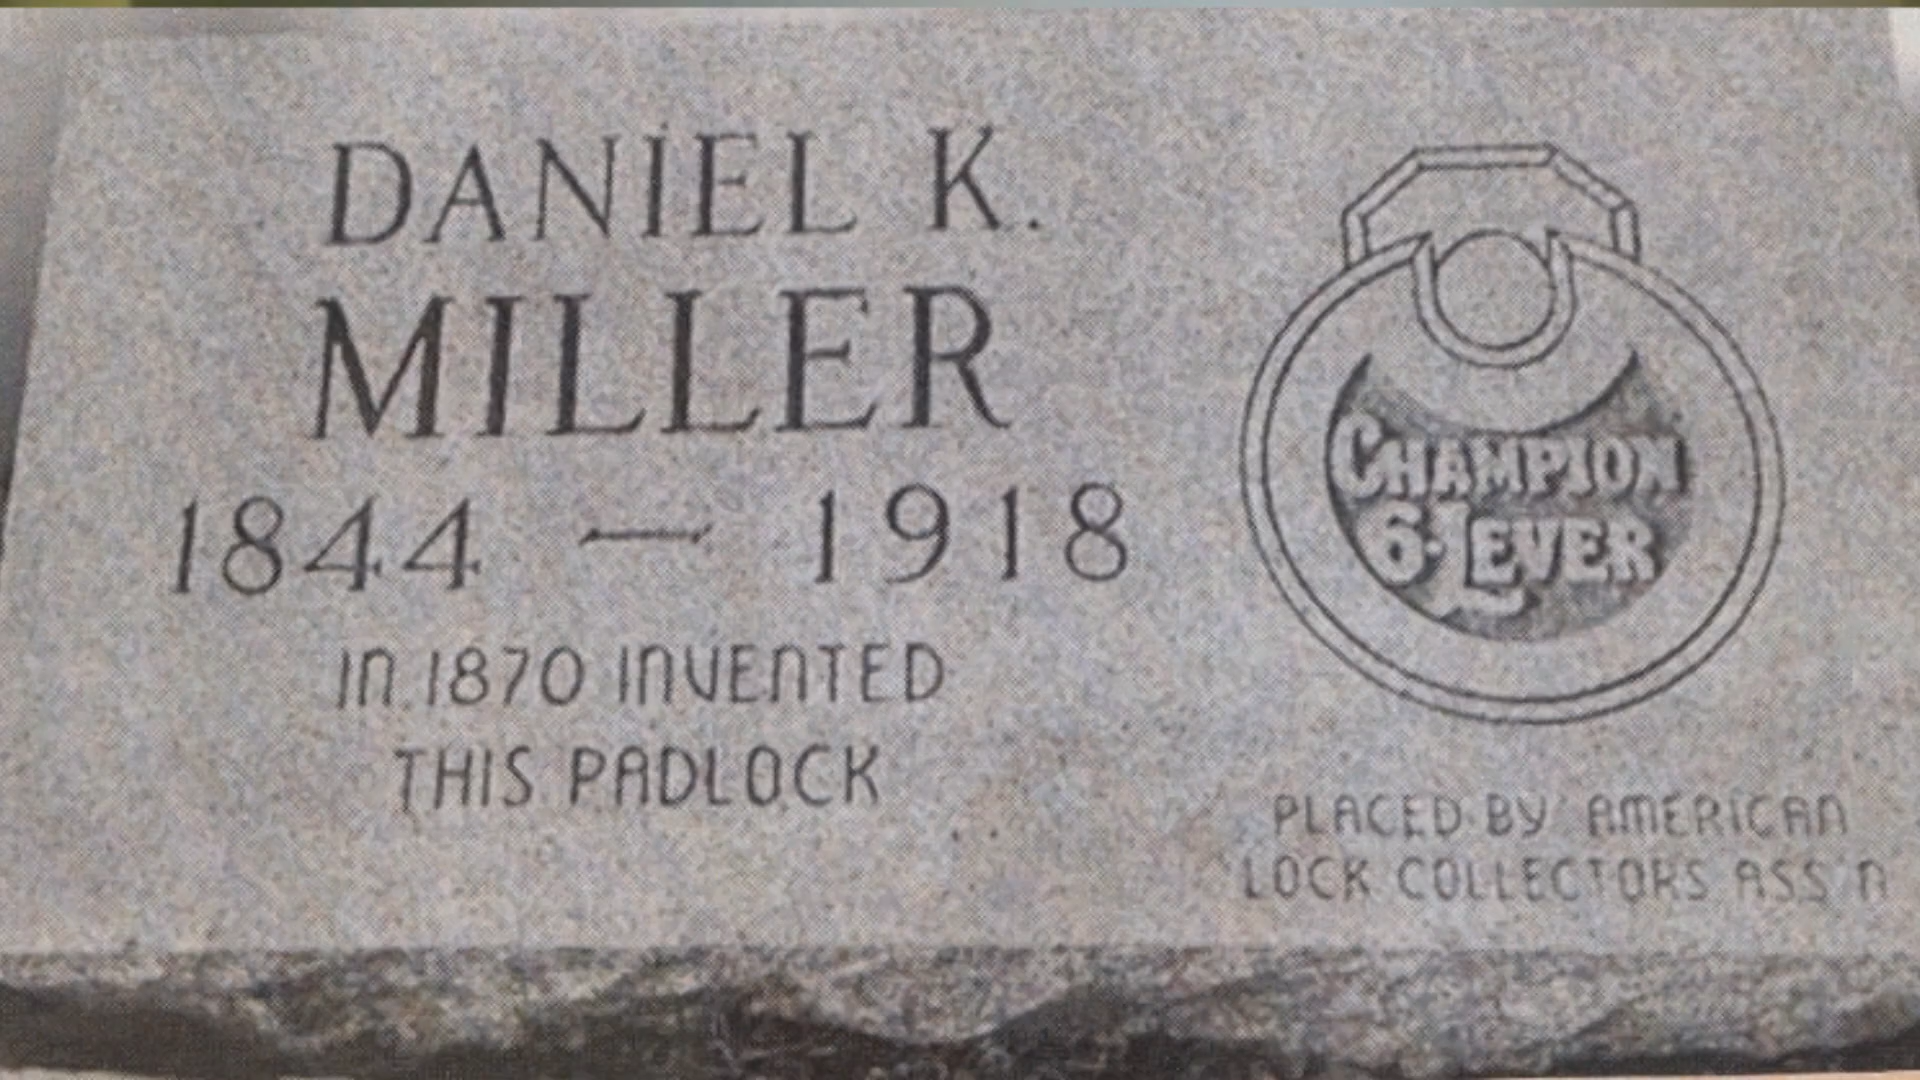 DANIEL K.
MILLER
1844 — 1918
In 1870 INVENTED
THIS PADLOCK
CHAMPION
6-LEVER
PLACED BY AMERICAN
LOCK COLLECTORS ASS'N